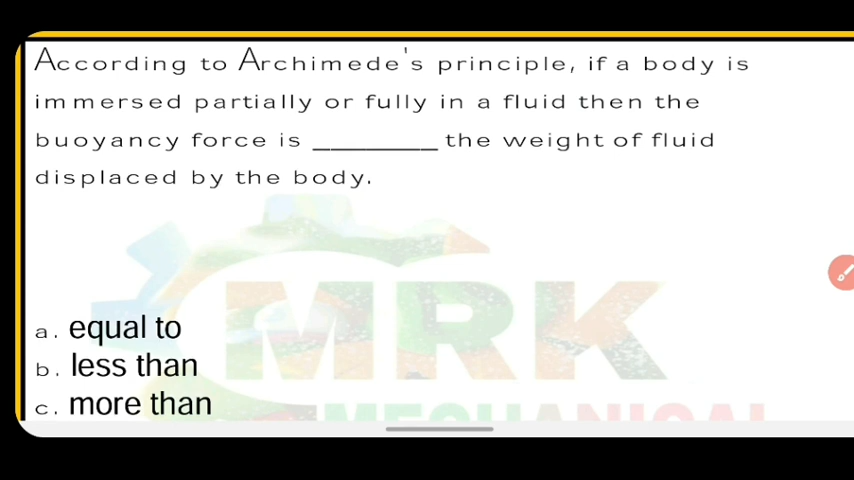 According to Archimede's principle, if a body is
immersed partially or fully in a fluid then the
buoyancy force is ________ the weight of fluid
displaced by the body.
a. equal to
b. less than
c. more than
MRK
MECHANICAL